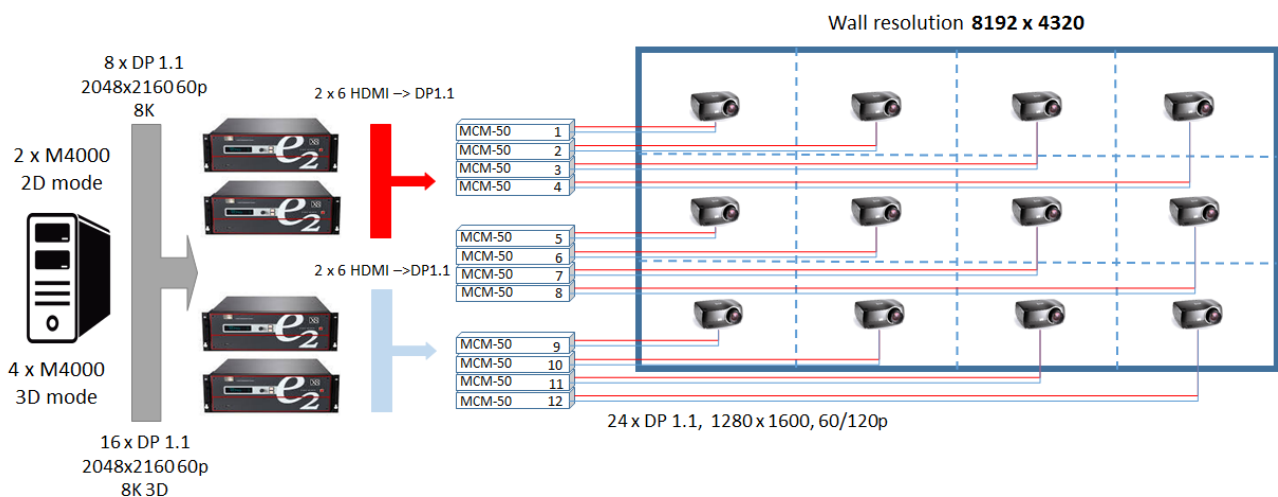 Wall resolution 8192 x 4320
8 x DP 1.1
2048x2160 60p
8K
2 x 6 HDMI –> DP1.1
2 x M4000
2D mode
e2
e2
MCM-50 1
MCM-50 2
MCM-50 3
MCM-50 4
MCM-50 5
MCM-50 6
MCM-50 7
MCM-50 8
2 x 6 HDMI –>DP1.1
e2
e2
MCM-50 9
MCM-50 10
MCM-50 11
MCM-50 12
4 x M4000
3D mode
24 x DP 1.1, 1280 x 1600, 60/120p
16 x DP 1.1
2048x2160 60p
8K 3D